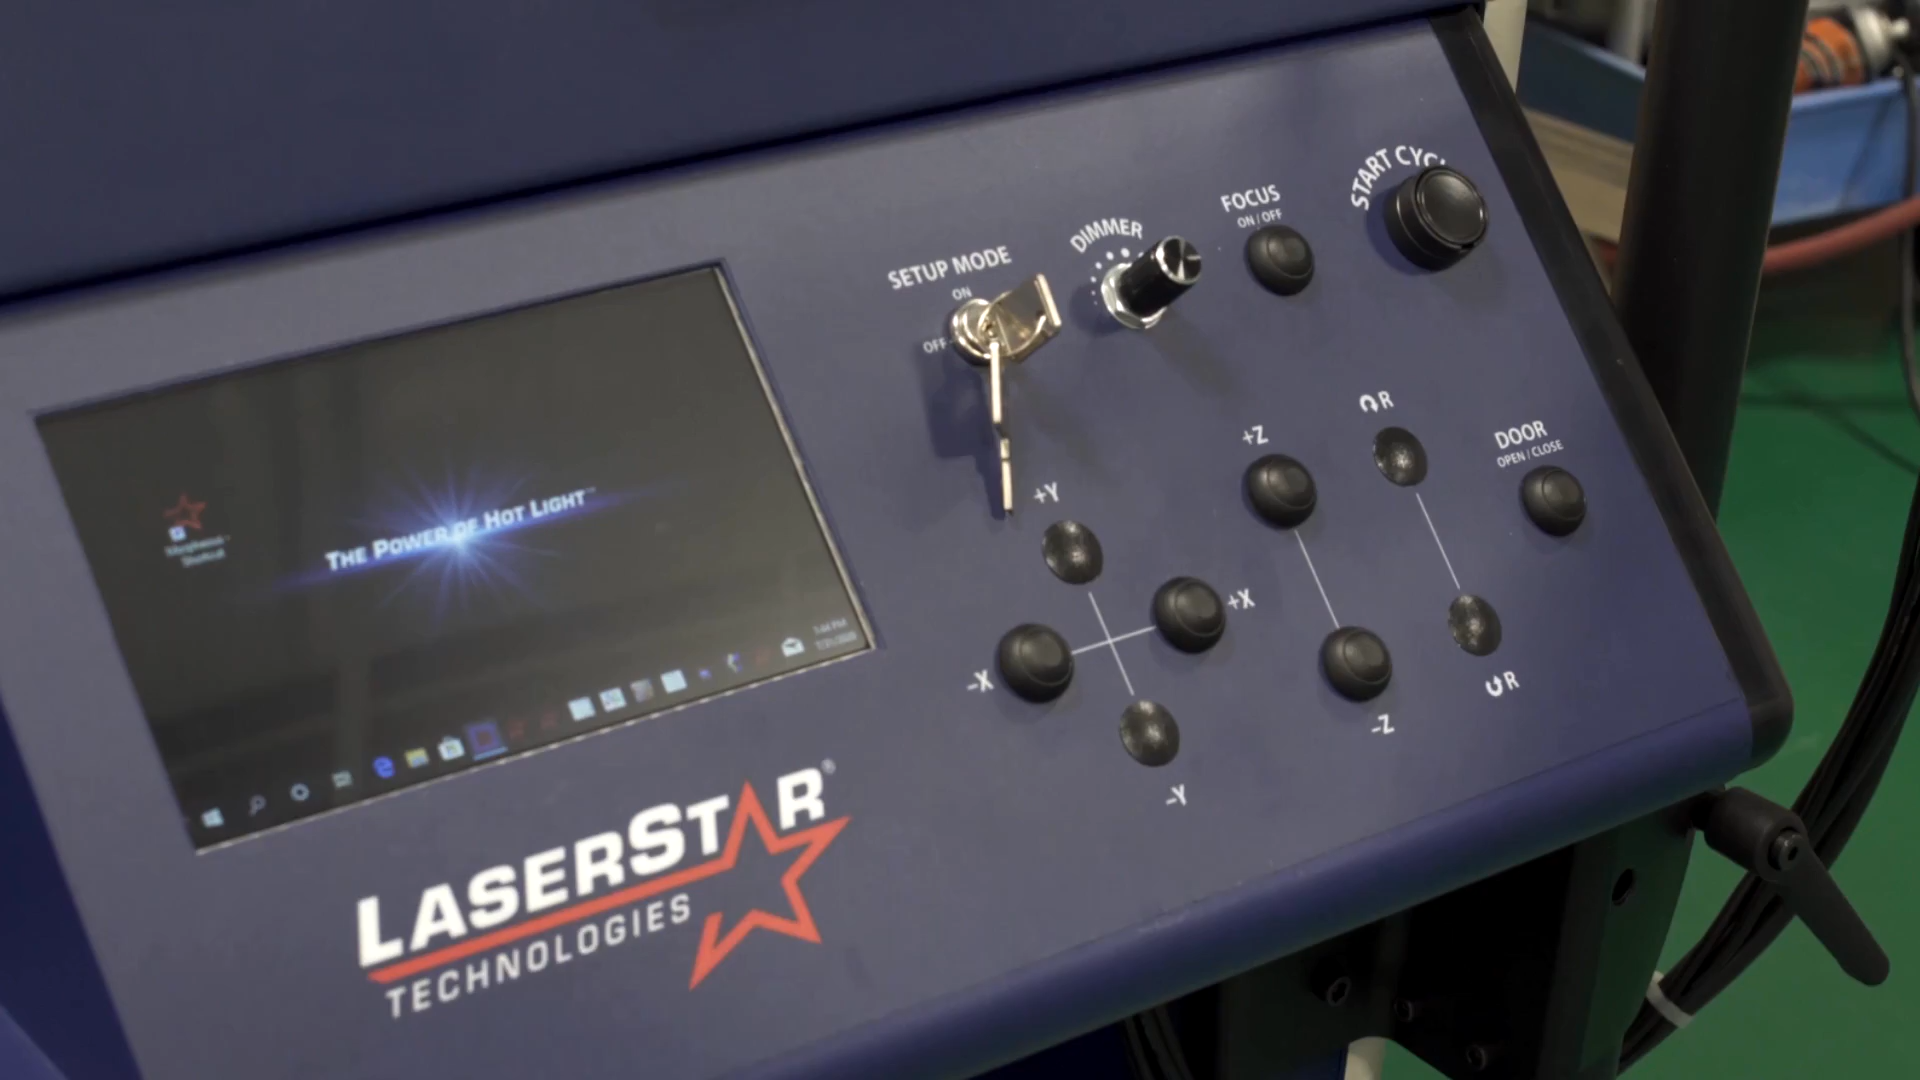 START CYCL
FOCUS
ON / OFF
DIMMER
SETUP MODE
ON
OFF
R
+Z
DOOR
OPEN / CLOSE
+Y
THE POWER OF HOT LIGHT™
+X
-X
R
-Z
-Y
LASERSTAR®
TECHNOLOGIES